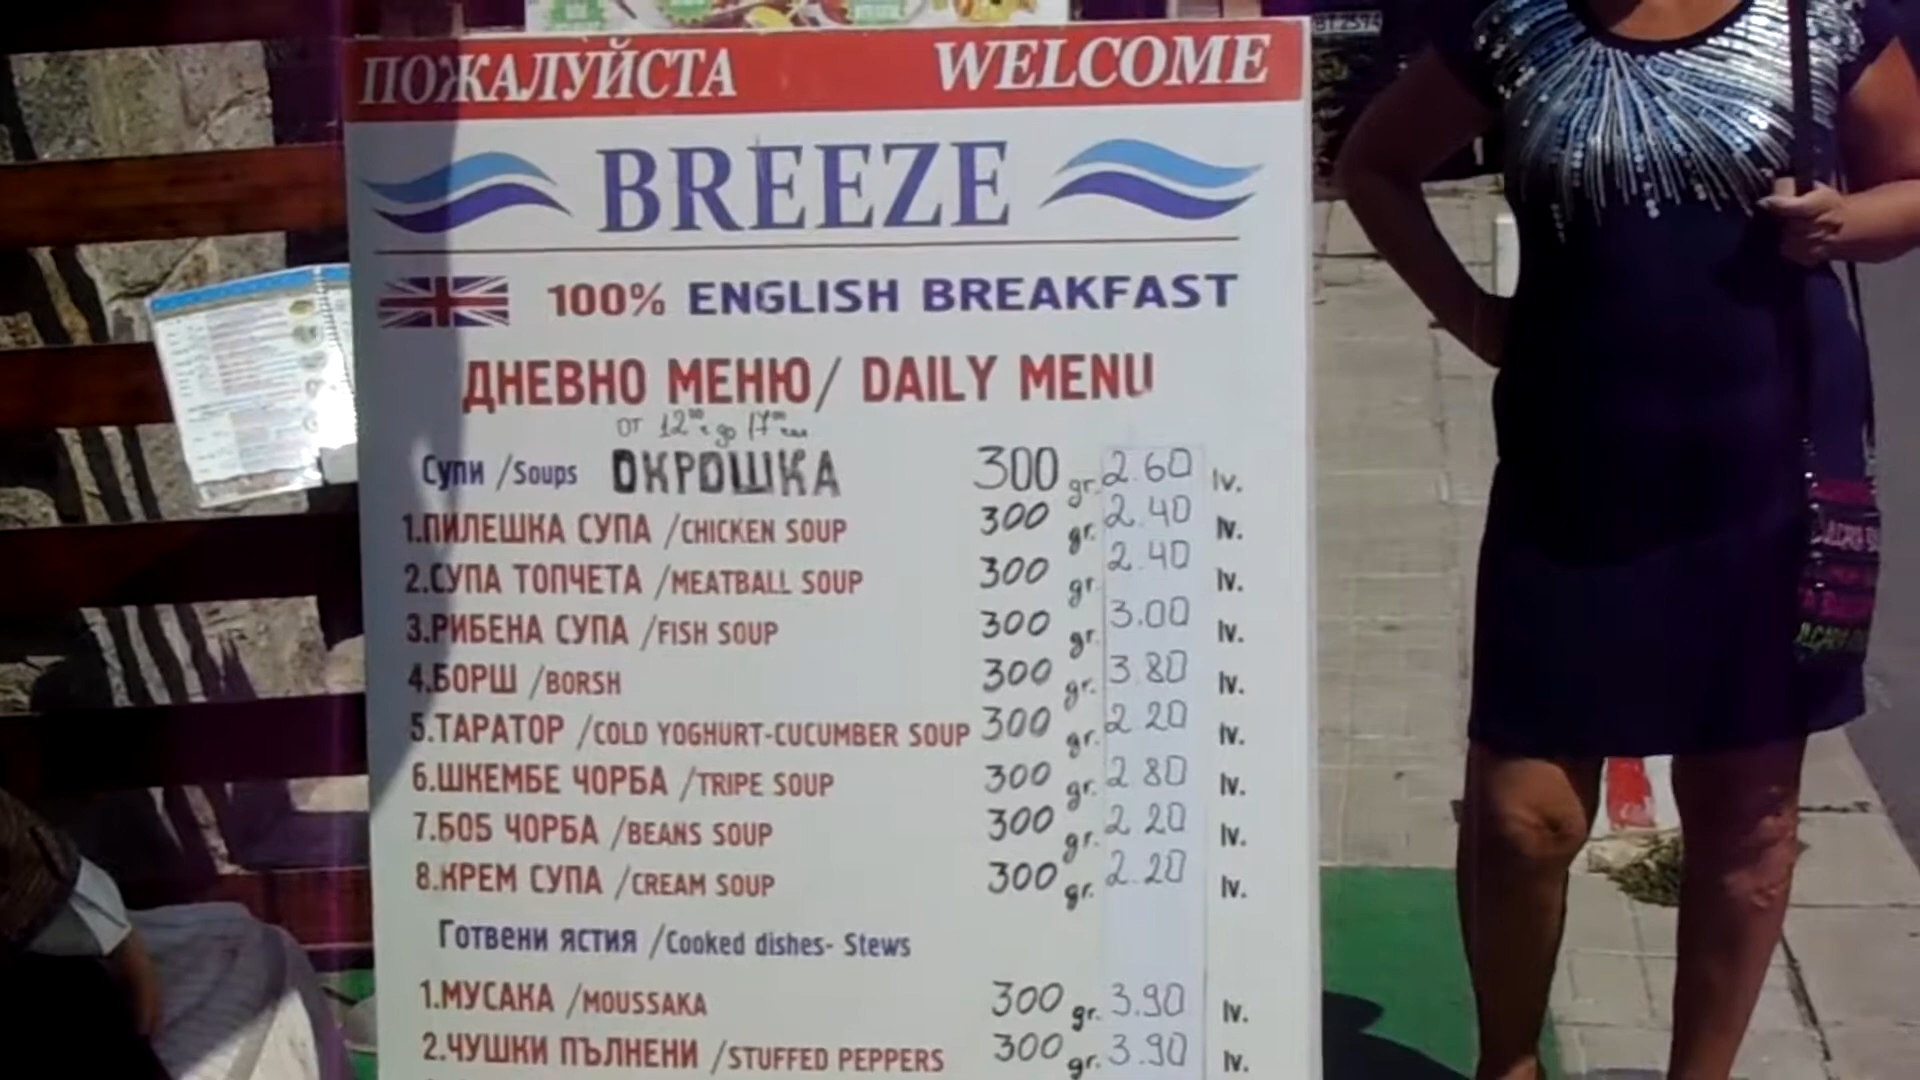 ПОЖАЛУЙСТА WELCOME
BREEZE
100% ENGLISH BREAKFAST
ДНЕВНО МЕНЮ/ DAILY MENU
от 12⁰⁰ч до 17⁰⁰
Супи /Soups ОКРОШКА 300 gr. 2.60 lv.
1.ПИЛЕШКА СУПА /CHICKEN SOUP 300 gr. 2.40 lv.
2.СУПА ТОПЧЕТА /MEATBALL SOUP 300 gr. 2.40 lv.
3.РИБЕНА СУПА /FISH SOUP 300 gr. 3.00 lv.
4.БОРШ /BORSH 300 gr. 3.80 lv.
5.ТАРАТОР /COLD YOGHURT-CUCUMBER SOUP 300 gr. 2.20 lv.
6.ШКЕМБЕ ЧОРБА /TRIPE SOUP 300 gr. 2.80 lv.
7.БОБ ЧОРБА /BEANS SOUP 300 gr. 2.20 lv.
8.КРЕМ СУПА /CREAM SOUP 300 gr. 2.20 lv.
Готвени ястия /Cooked dishes- Stews
1.МУСАКА /MOUSSAKA 300 gr. 3.90 lv.
2.ЧУШКИ ПЪЛНЕНИ /STUFFED PEPPERS 300 gr. 3.90 lv.